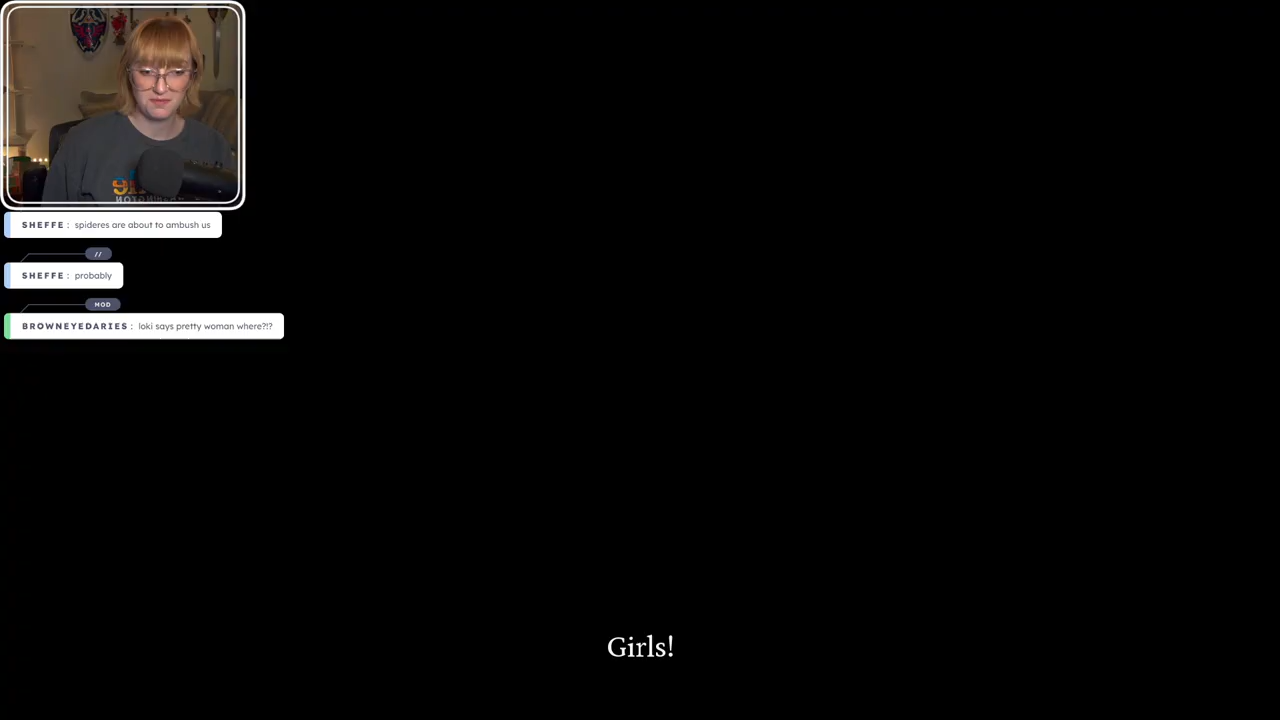 SHEFFE: spideres are about to ambush us
//
SHEFFE: probably
MOD
BROWNEYEDARIES: loki says pretty woman where?!?
Girls!